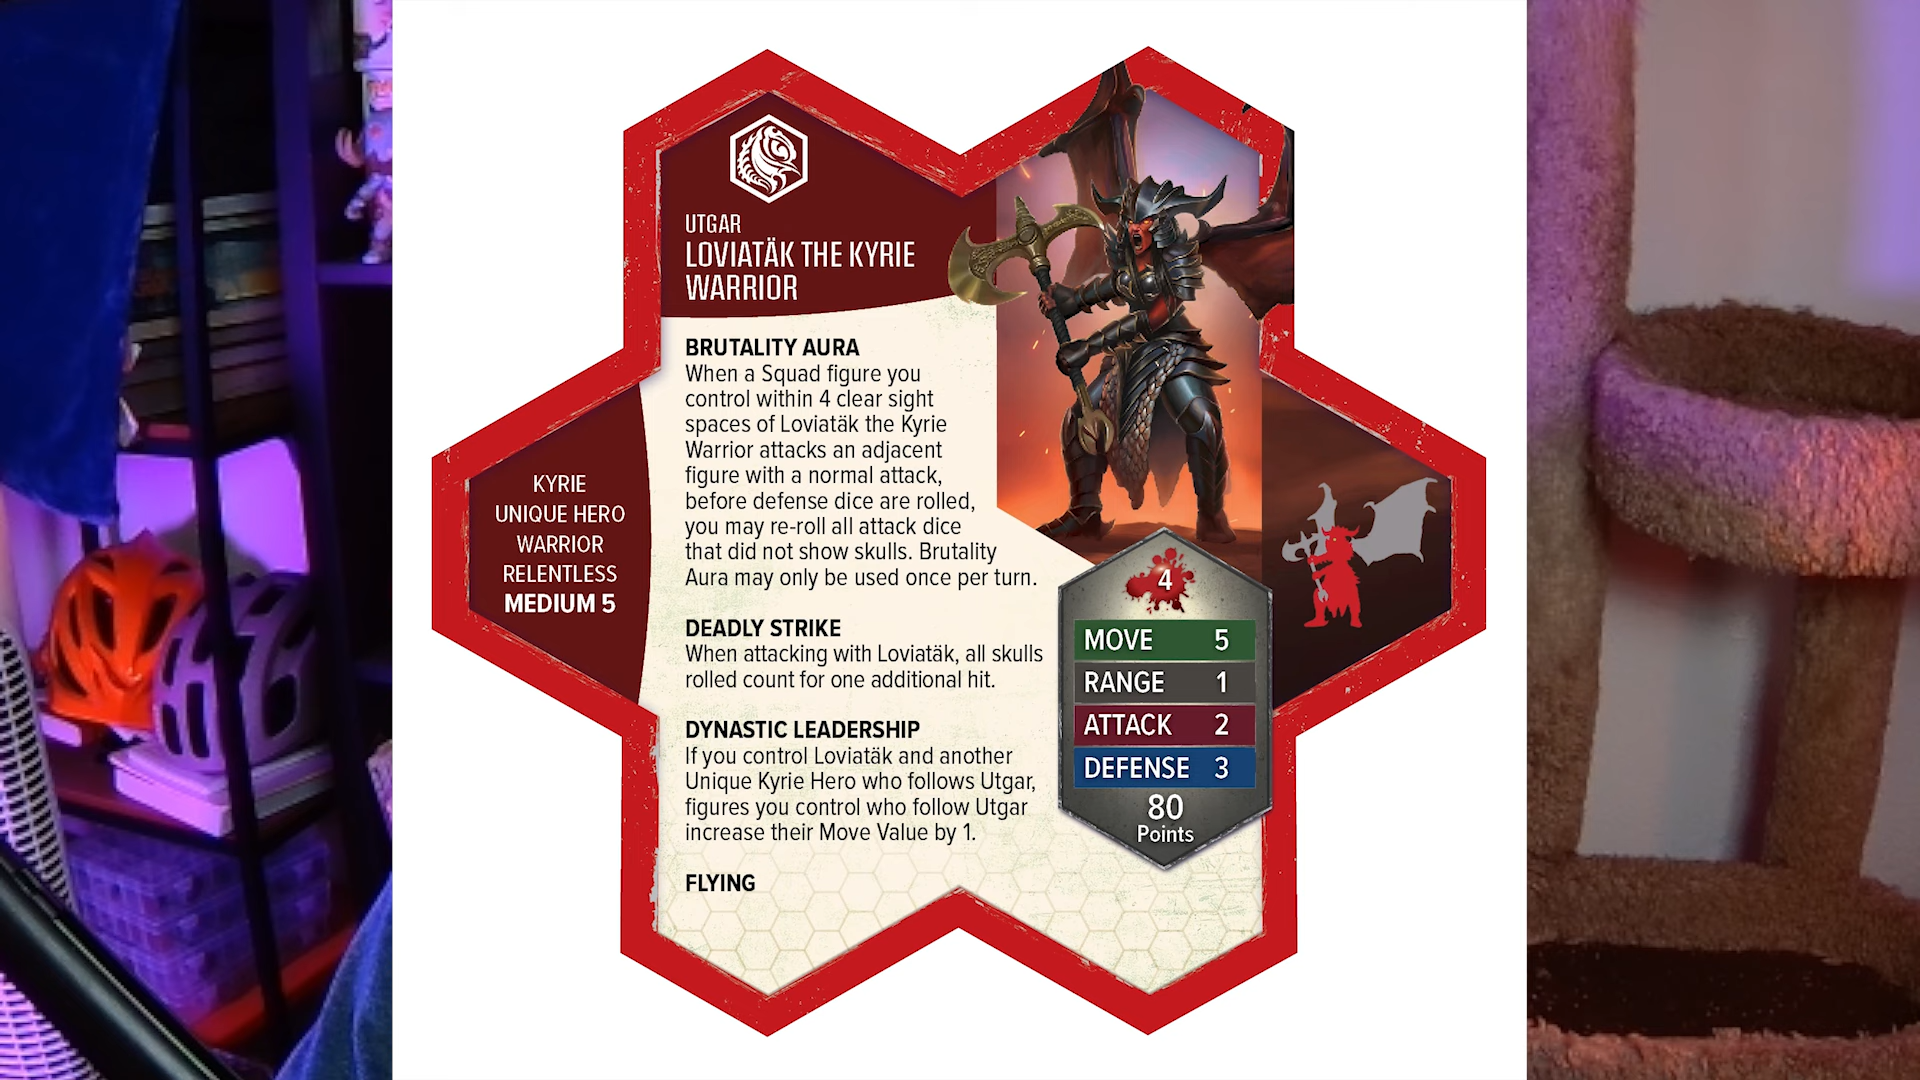 UTGAR
LOVIATÄK THE KYRIE
WARRIOR
BRUTALITY AURA
When a Squad figure you
control within 4 clear sight
spaces of Loviatäk the Kyrie
Warrior attacks an adjacent
figure with a normal attack,
before defense dice are rolled,
you may re-roll all attack dice
that did not show skulls. Brutality
Aura may only be used once per turn.
DEADLY STRIKE
When attacking with Loviatäk, all skulls
rolled count for one additional hit.
DYNASTIC LEADERSHIP
If you control Loviatäk and another
Unique Kyrie Hero who follows Utgar,
figures you control who follow Utgar
increase their Move Value by 1.
FLYING
KYRIE
UNIQUE HERO
WARRIOR
RELENTLESS
MEDIUM 5
4
MOVE 5
RANGE 1
ATTACK 2
DEFENSE 3
80
Points